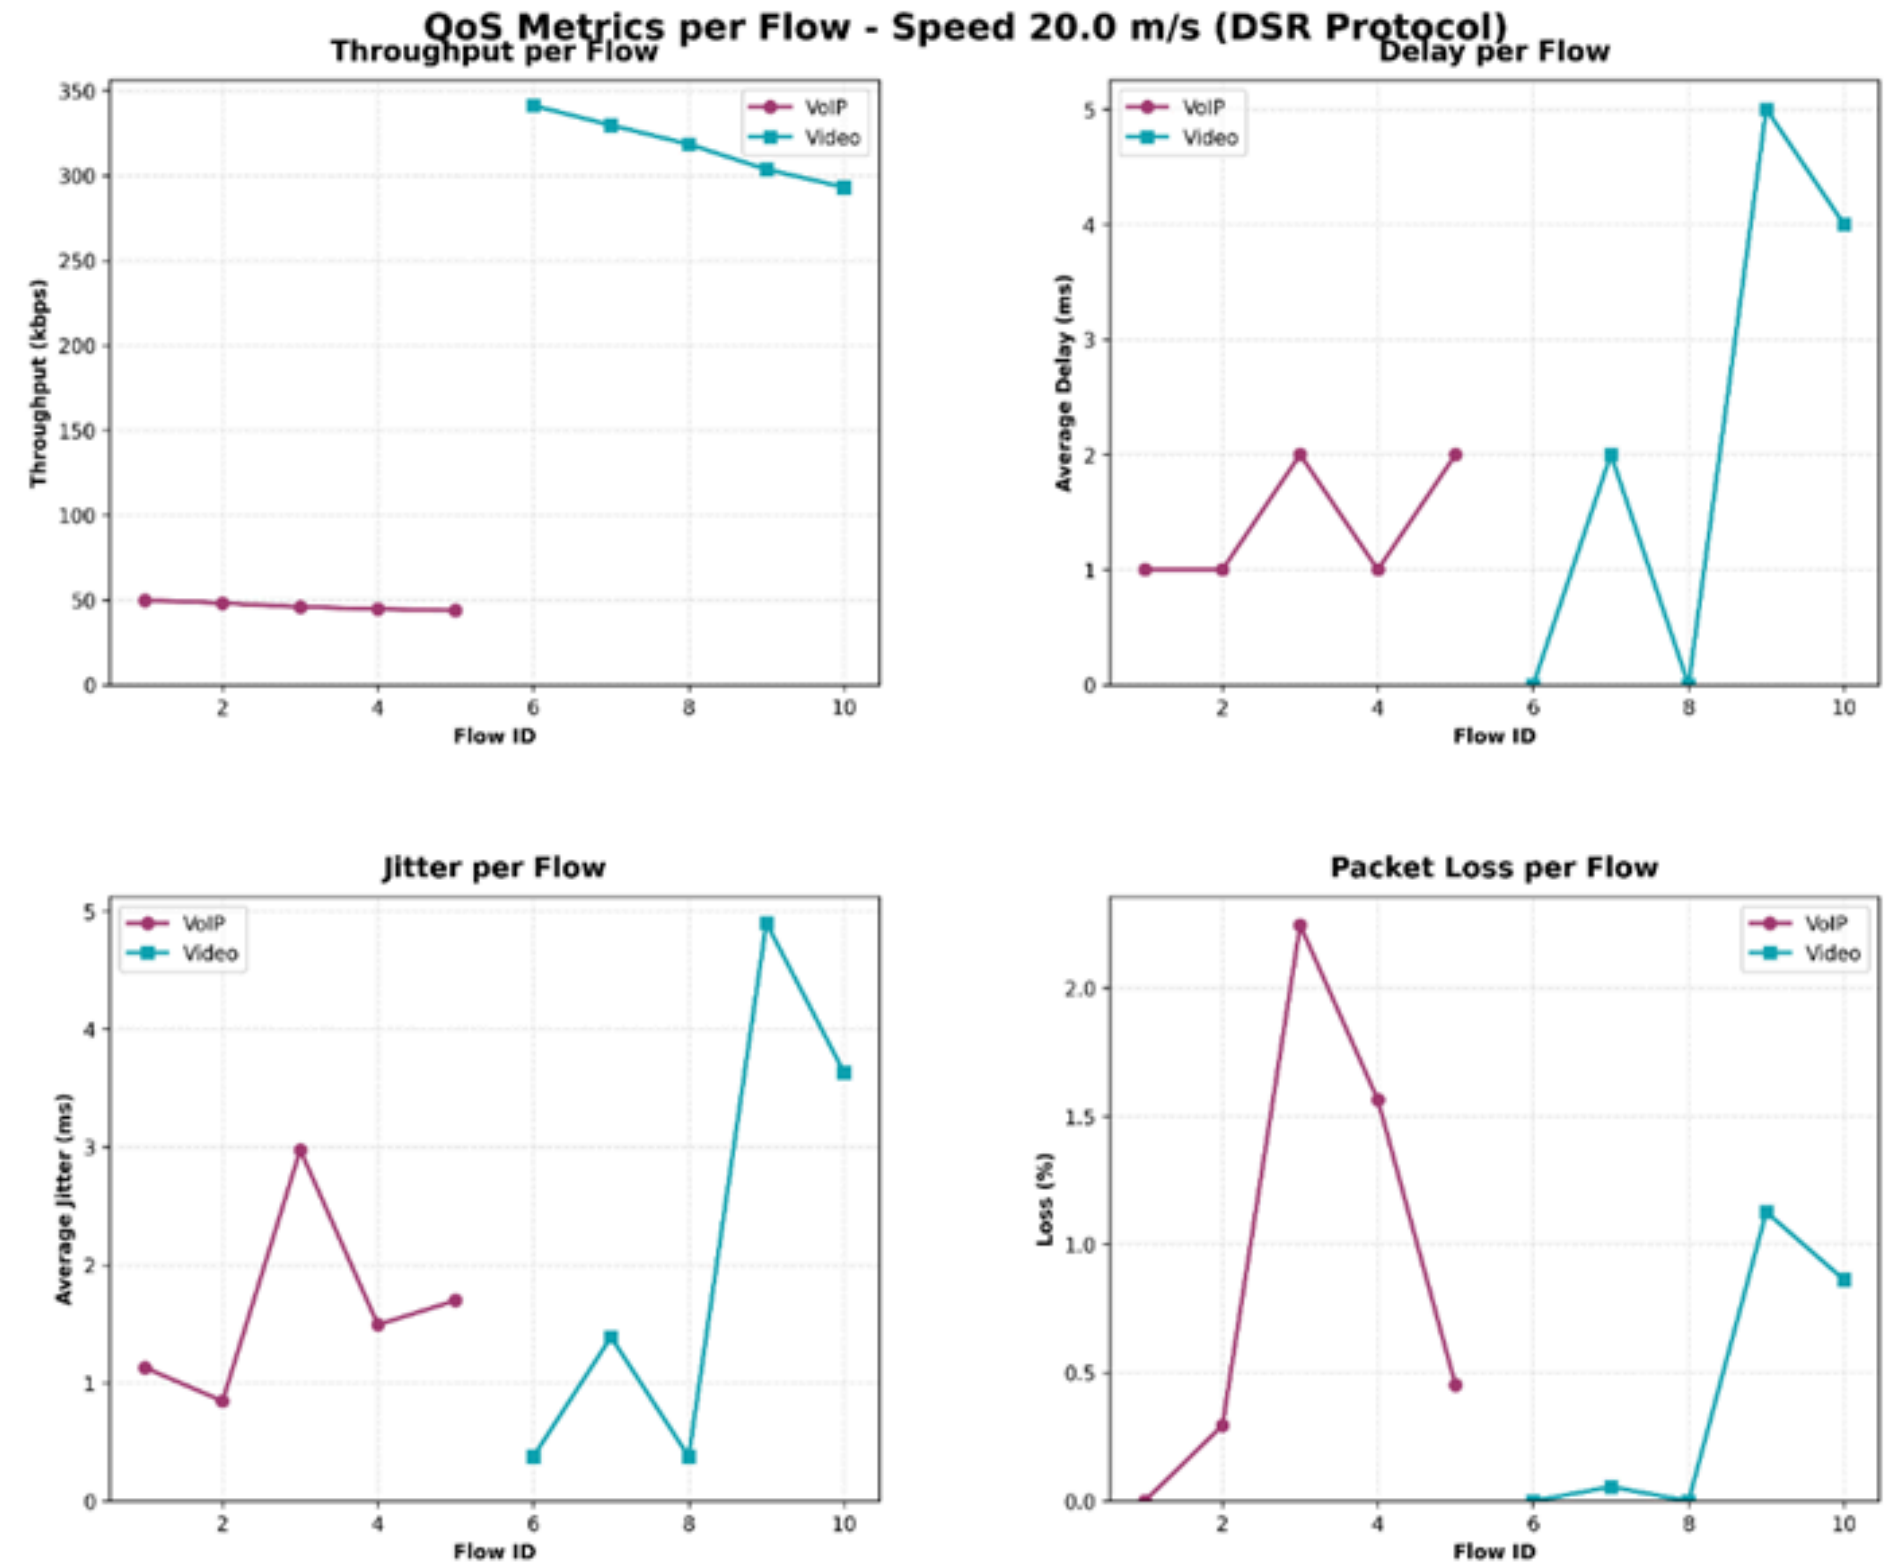 QoS Metrics per Flow - Speed 20.0 m/s (DSR Protocol)
Throughput per Flow
350
300
250
200
150
100
50
0
Throughput (kbps)
VoIP
Video
2 4 6 8 10
Flow ID
Delay per Flow
5
4
3
2
1
0
Average Delay (ms)
VoIP
Video
2 4 6 8 10
Flow ID
Jitter per Flow
5
4
3
2
1
0
Average Jitter (ms)
VoIP
Video
2 4 6 8 10
Flow ID
Packet Loss per Flow
2.0
1.5
1.0
0.5
0.0
Loss (%)
VoIP
Video
2 4 6 8 10
Flow ID